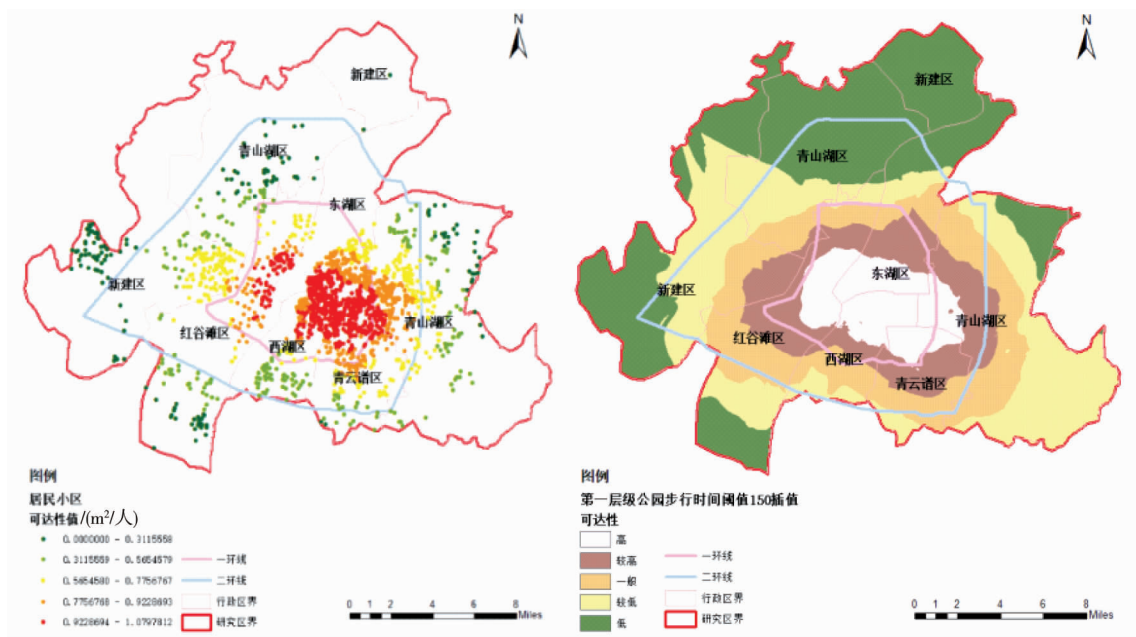 N
新建区
青山湖区
东湖区
新建区
红谷滩区
西湖区
青山湖区
青云谱区
图例
居民小区
可达性值/(m²/人)
0.0000000 - 0.3115558
0.3115559 - 0.5654579
0.5654580 - 0.7756767
0.7756768 - 0.9228693
0.9228694 - 1.0797812
一环线
二环线
行政区界
研究区界
0 1 2 4 6 8
Miles
N
新建区
青山湖区
东湖区
新建区
红谷滩区
西湖区
青山湖区
青云谱区
图例
第一层级公园步行时间阈值150插值
可达性
高
较高
一般
较低
低
一环线
二环线
行政区界
研究区界
0 1 2 4 6 8
Miles